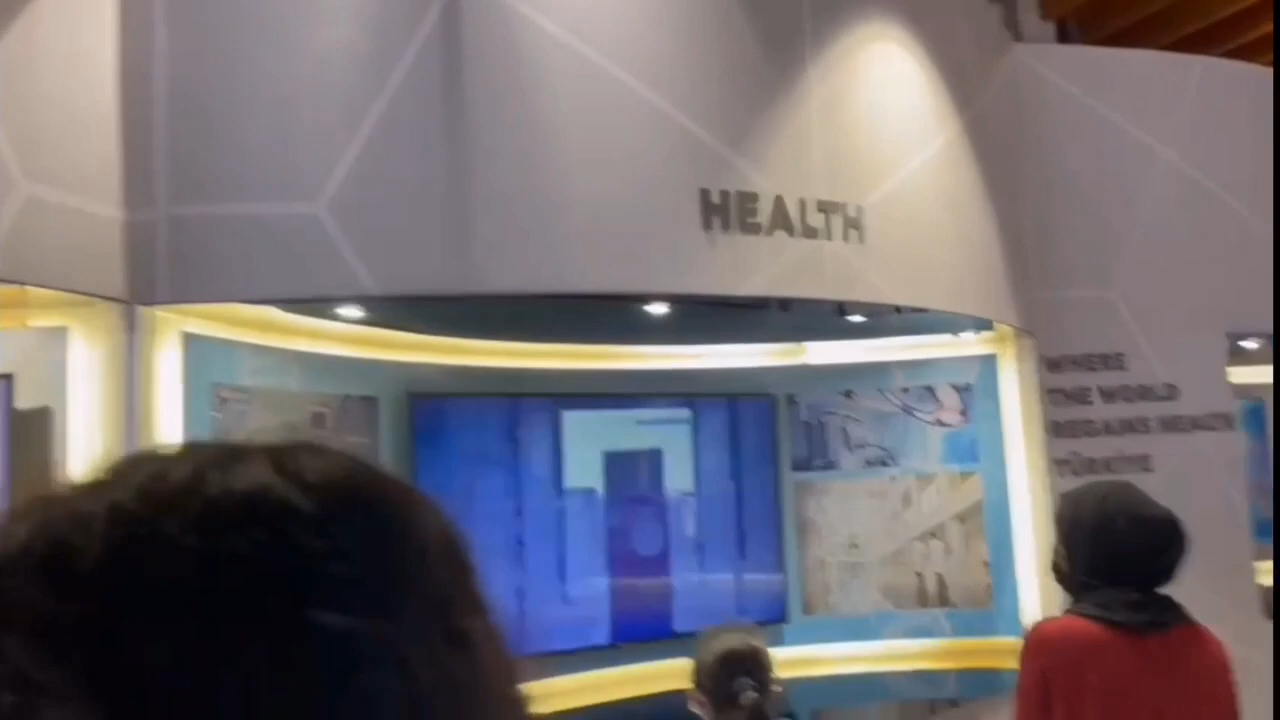 HEALTH
WHERE
THE WORLD
REGAINS HEALTH
TÜRKİYE